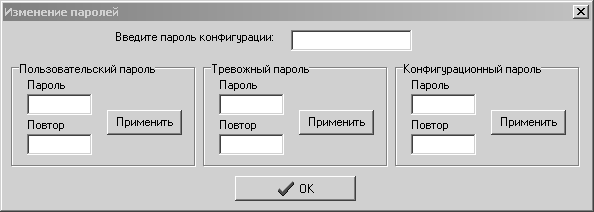 Изменение паролей
Введите пароль конфигурации:
Пользовательский пароль
Пароль
Повтор
Применить
Тревожный пароль
Пароль
Повтор
Применить
Конфигурационный пароль
Пароль
Повтор
Применить
OK